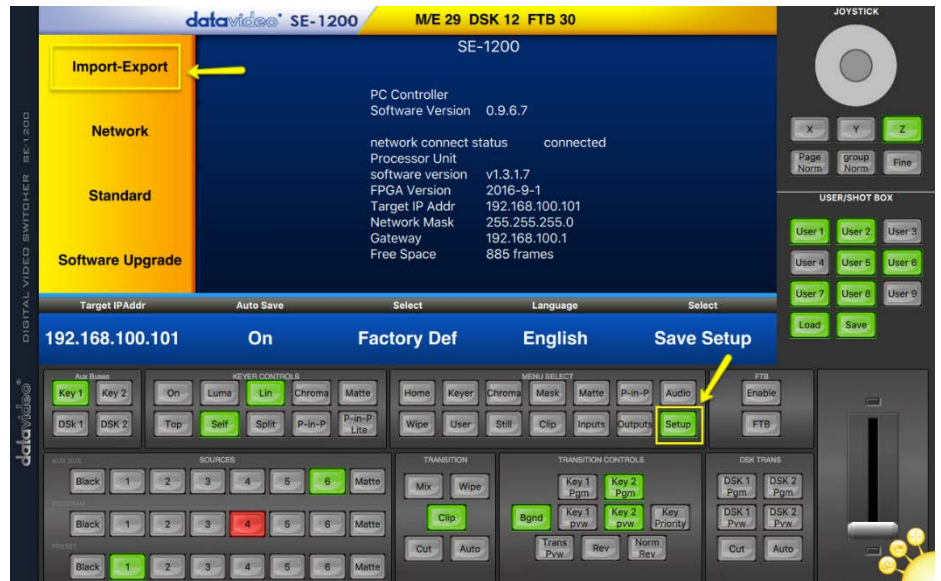 datavideo SE-1200
M/E 29 DSK 12 FTB 30
JOYSTICK
Import-Export
Network
Standard
Software Upgrade
SE-1200
PC Controller
Software Version 0.9.6.7
network connect status connected
Processor Unit
software version v1.3.1.7
FPGA Version 2016-9-1
Target IP Addr 192.168.100.101
Network Mask 255.255.255.0
Gateway 192.168.100.1
Free Space 885 frames
X Y Z
Page Norm group Norm Fine
USER/SHOT BOX
User 1 User 2 User 3
User 4 User 5 User 6
User 7 User 8 User 9
Load Save
DIGITAL VIDEO SWITCHER SE-1200
datavideo
Target IPAddr Auto Save Select Language Select
192.168.100.101 On Factory Def English Save Setup
Aux Buses KEYER CONTROLS MENU SELECT FTB
Key 1 Key 2 On Luma Lin Chroma Matte Home Keyer Chroma Mask Matte P-in-P Audio Enable
DSk 1 DSK 2 Top Self Split P-in-P P-in-P Lite Wipe User Still Clip Inputs Outputs Setup FTB
AUX BUS SOURCES TRANSITION TRANSITION CONTROLS DSK TRANS
Black 1 2 3 4 5 6 Matte Mix Wipe Key 1 Pgm Key 2 Pgm DSK 1 Pgm DSK 2 Pgm
PROGRAM
Black 1 2 3 4 5 6 Matte Clip Bgnd Key 1 pvw Key 2 pvw Key Priority DSK 1 Pvw DSK 2 Pvw
PRESET
Black 1 2 3 4 5 6 Matte Cut Auto Trans Pvw Rev Norm Rev Cut Auto